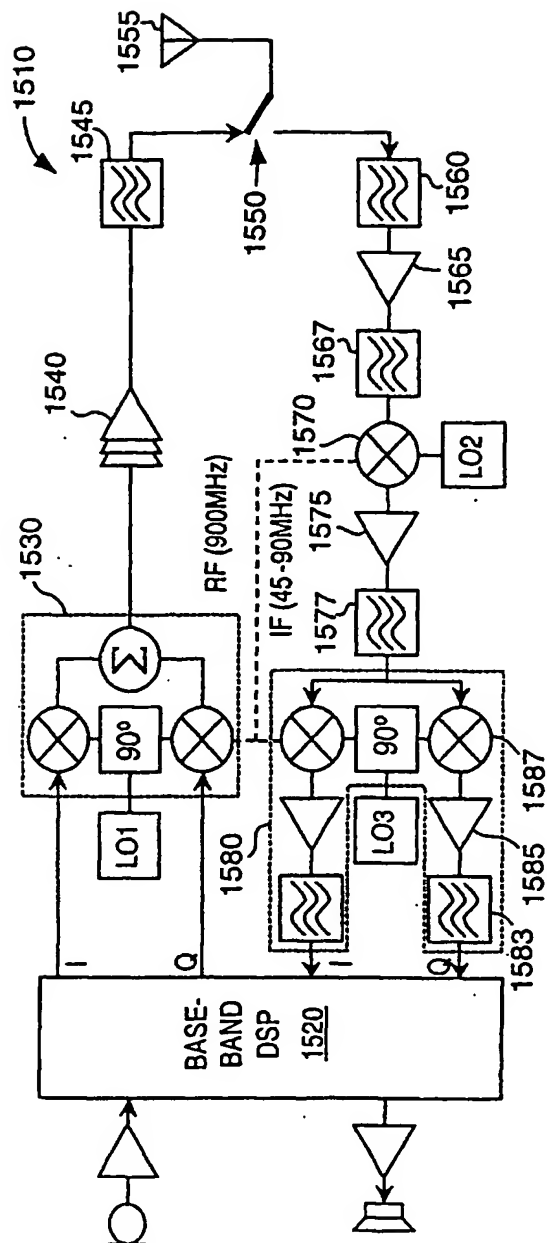 1510
1530
1540
1545
1555
1550
I
LO1
90°
Σ
RF (900MHz)
IF (45-90MHz)
Q
BASE-
BAND
DSP
1520
1580
1577
1575
1570
1567
1565
1560
LO2
I
LO3
90°
Q
1583
1585
1587